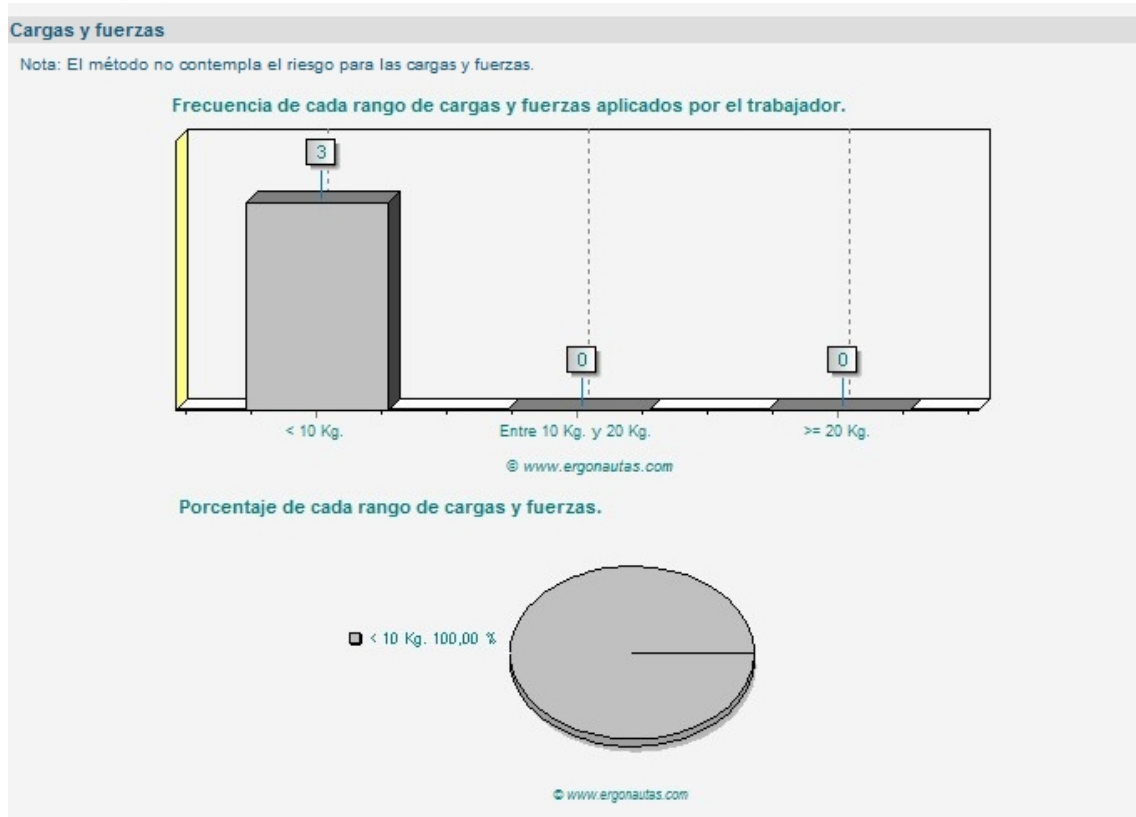 Cargas y fuerzas
Nota: El método no contempla el riesgo para las cargas y fuerzas.
Frecuencia de cada rango de cargas y fuerzas aplicados por el trabajador.
3
0
0
< 10 Kg.
Entre 10 Kg. y 20 Kg.
>= 20 Kg.
© www.ergonautas.com
Porcentaje de cada rango de cargas y fuerzas.
< 10 Kg. 100,00 %
© www.ergonautas.com